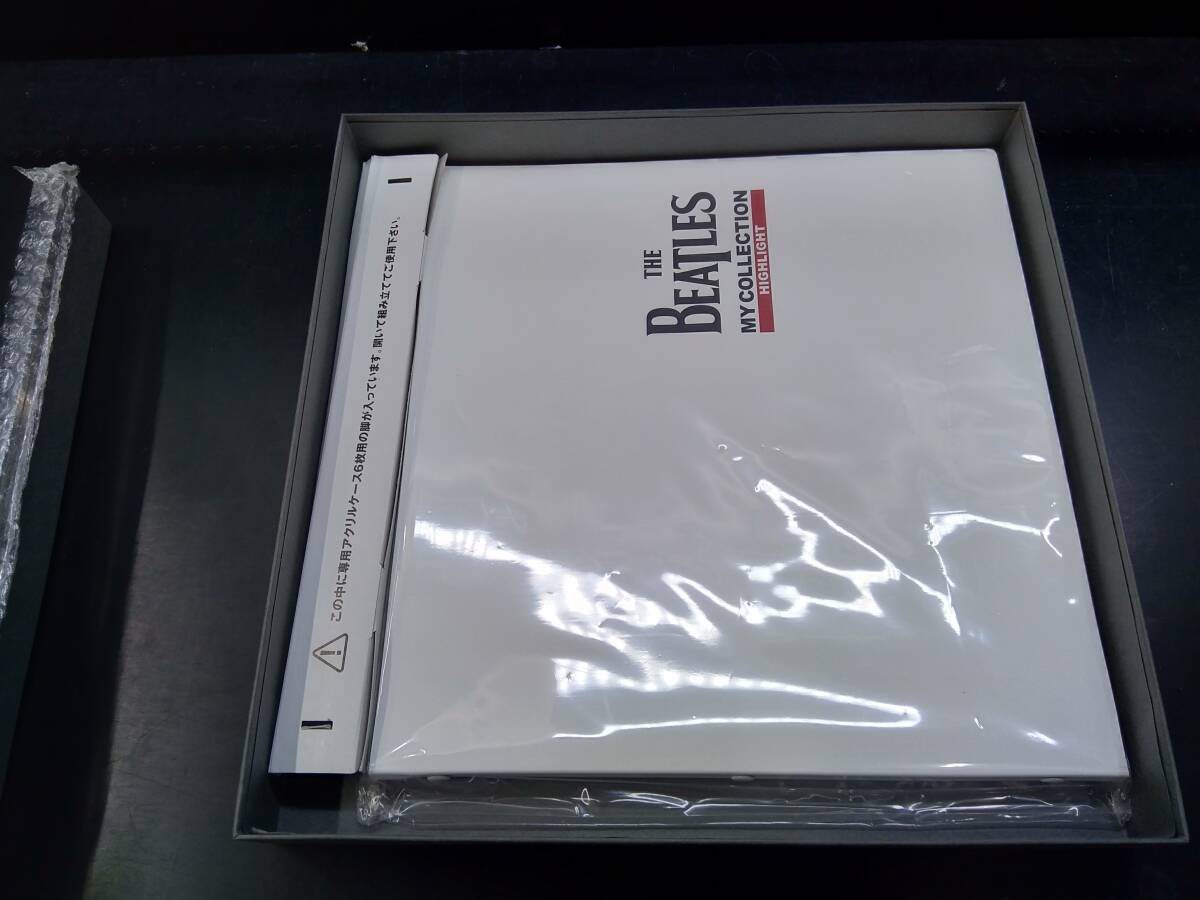 THE
BEATLES
MY COLLECTION
HIGHLIGHT
この中に専用アクリルケース6枚用の脚が入っています。開いて組み立ててご使用下さい。